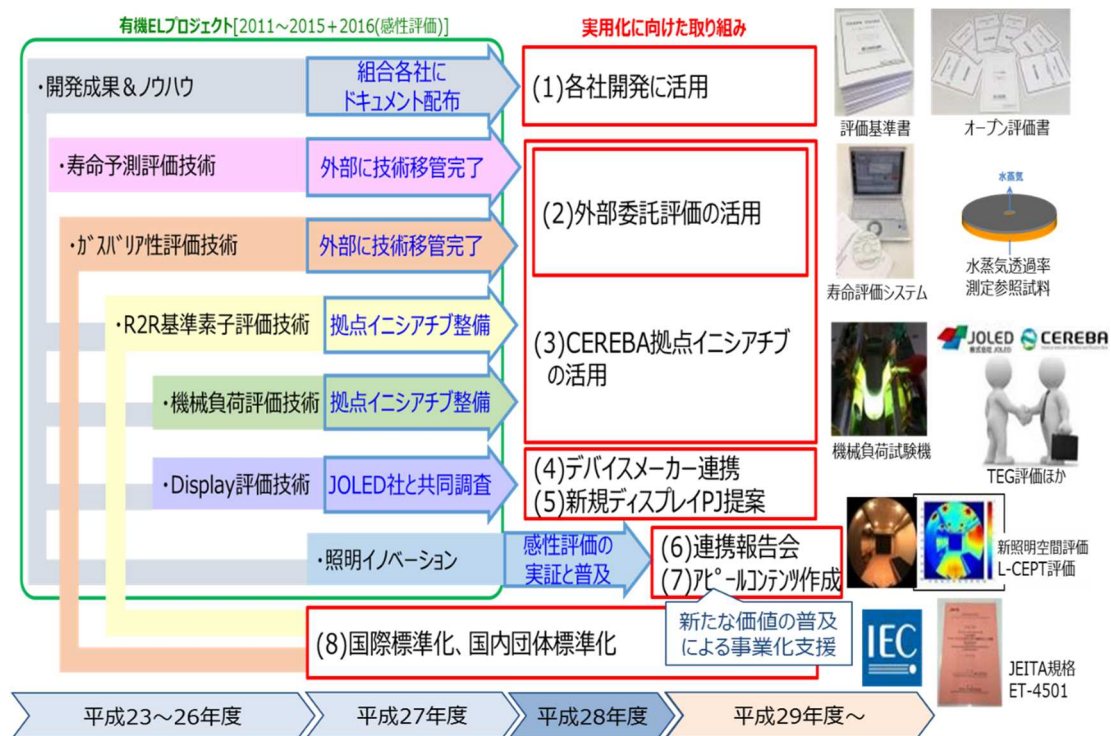 有機ELプロジェクト[2011～2015＋2016(感性評価)]
実用化に向けた取り組み
・開発成果＆ノウハウ
組合各社に
ドキュメント配布
(1)各社開発に活用
評価基準書
オープン評価書
・寿命予測評価技術
外部に技術移管完了
(2)外部委託評価の活用
水蒸気
・ｶﾞｽﾊﾞﾘｱ性評価技術
外部に技術移管完了
寿命評価システム
水蒸気透過率
測定参照試料
・R2R基準素子評価技術
拠点イニシアチブ整備
(3)CEREBA拠点イニシアチブ
の活用
JOLED
株式会社 JOLED
CEREBA
・機械負荷評価技術
拠点イニシアチブ整備
機械負荷試験機
TEG評価ほか
・Display評価技術
JOLED社と共同調査
(4)デバイスメーカー連携
(5)新規ディスプレイPJ提案
・照明イノベーション
感性評価の
実証と普及
(6)連携報告会
(7)ｱﾋﾟｰﾙコンテンツ作成
新照明空間評価
L-CEPT評価
新たな価値の普及
による事業化支援
(8)国際標準化、国内団体標準化
IEC
JEITA規格
ET-4501
平成23～26年度
平成27年度
平成28年度
平成29年度～